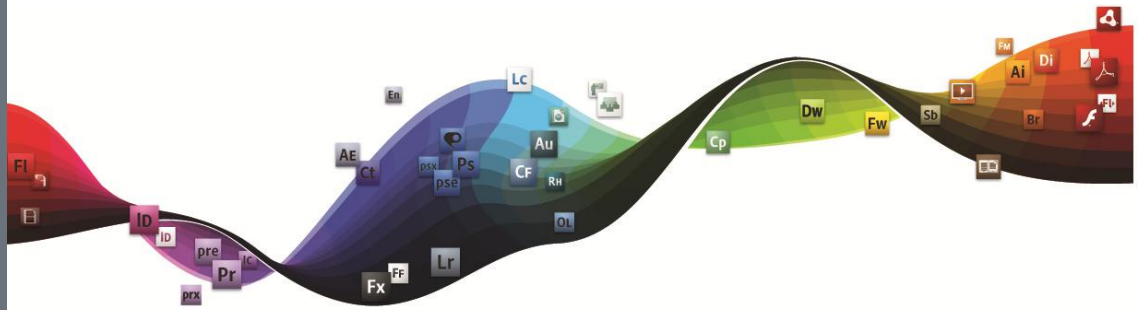 Fl
ID
ID
pre
Pr
IC
prx
AE
Ct
En
Lc
psx
Ps
pse
Au
CF
RH
OL
Lr
FF
Fx
Cp
Dw
Fw
Sb
FM
Ai
Di
Br
Fl